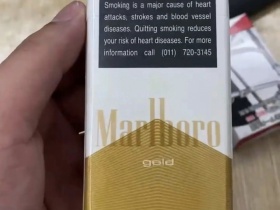 Smoking is a major cause of heart
attacks, strokes and blood vessel
diseases. Quitting smoking reduces
your risk of heart diseases. For more
information call (011) 720-3145
Marlboro
gold